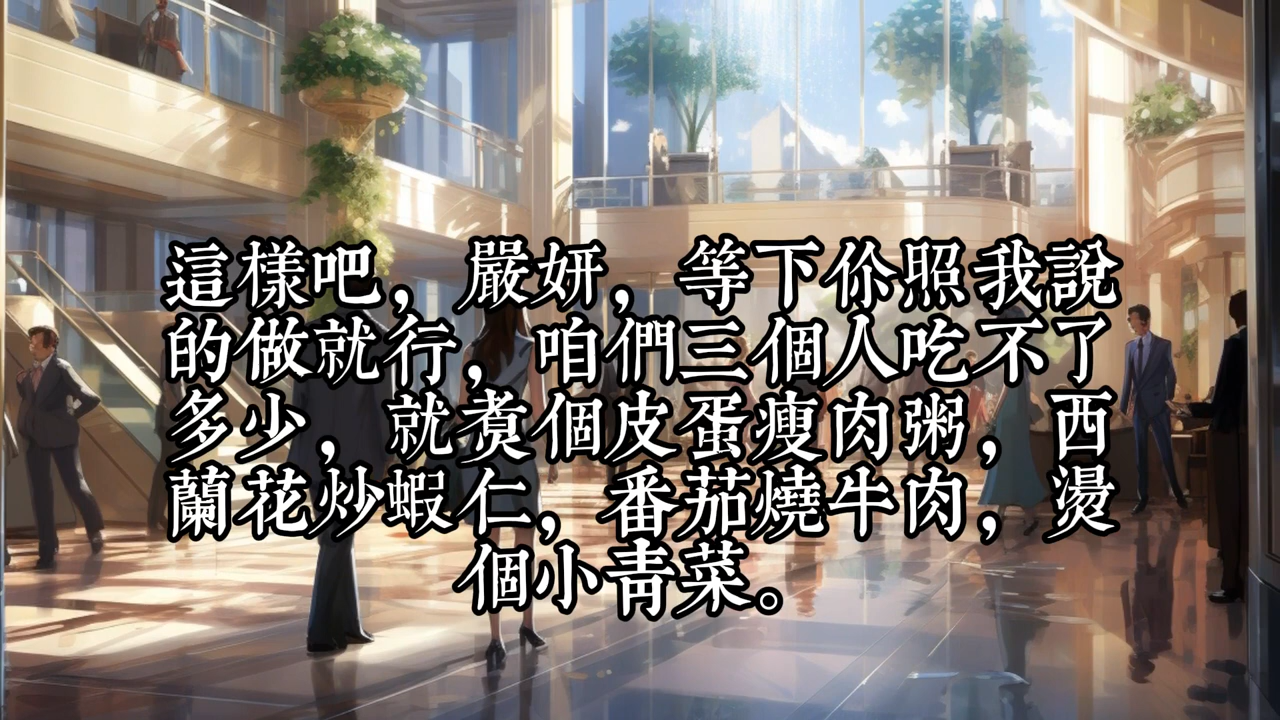 這樣吧，嚴妍，等下你照我說
的做就行，咱們三個人吃不了
多少，就煮個皮蛋瘦肉粥，西
蘭花炒蝦仁，番茄燒牛肉，燙
個小青菜。